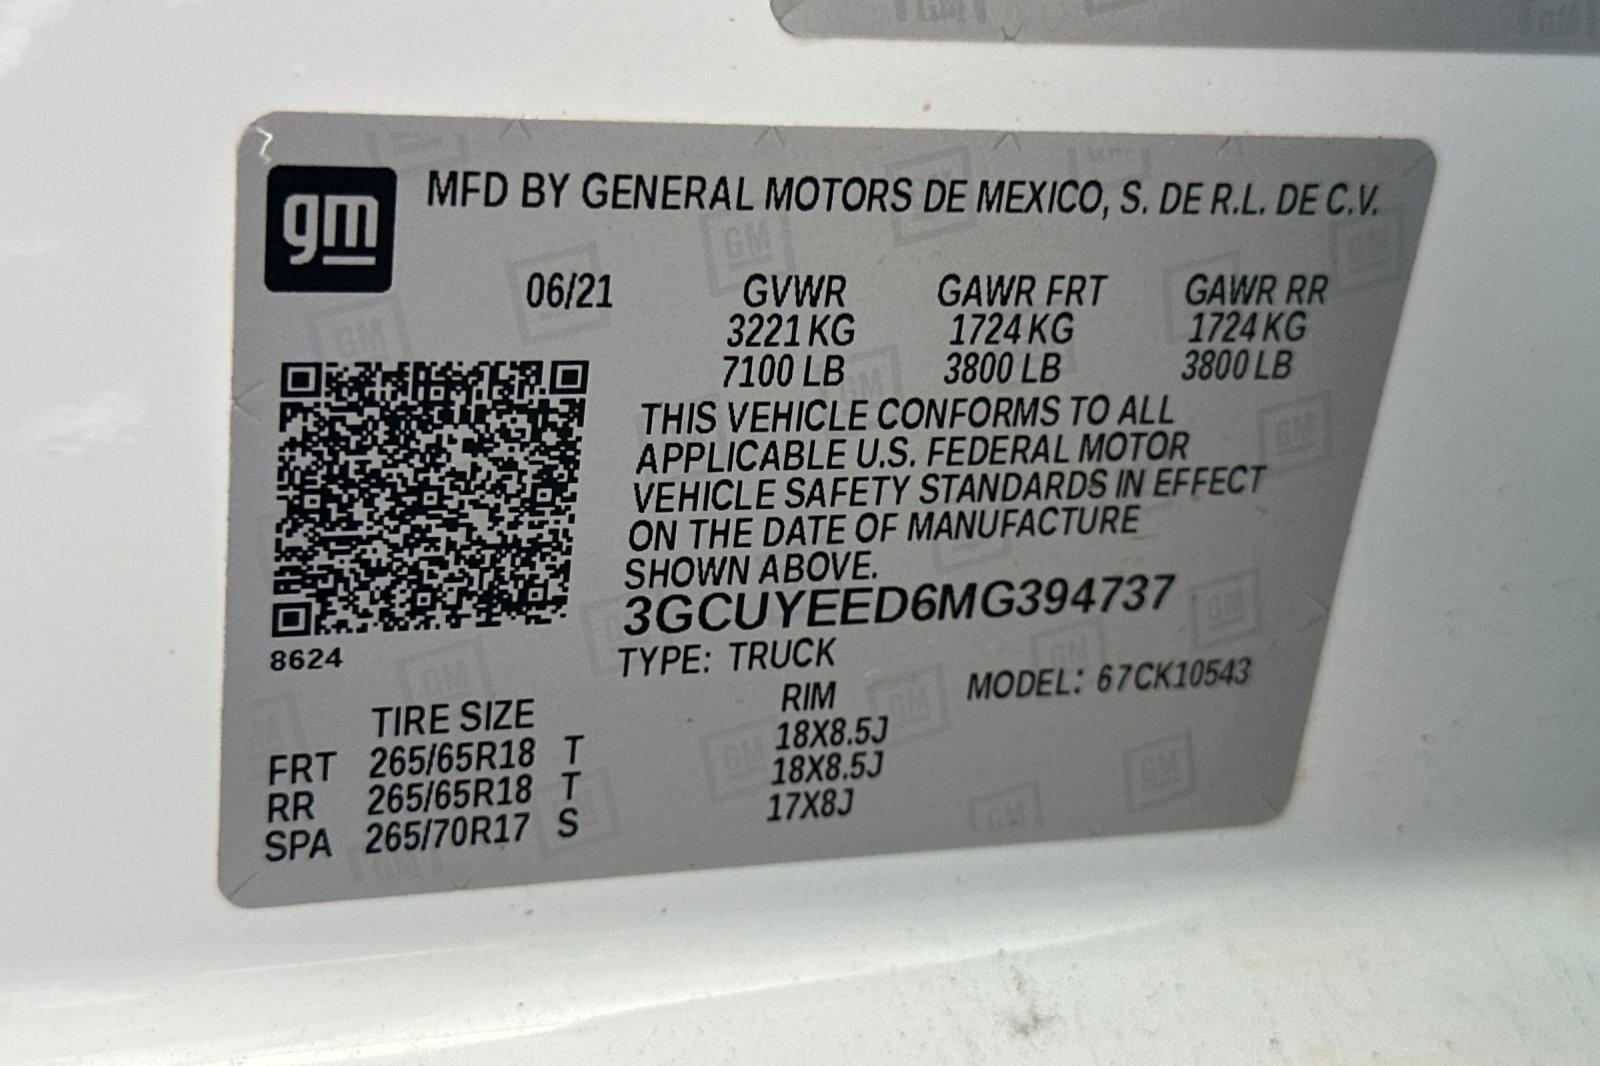 gm
MFD BY GENERAL MOTORS DE MEXICO, S. DE R.L. DE C.V.
06/21 GVWR GAWR FRT GAWR RR
3221 KG 1724 KG 1724 KG
7100 LB 3800 LB 3800 LB
THIS VEHICLE CONFORMS TO ALL
APPLICABLE U.S. FEDERAL MOTOR
VEHICLE SAFETY STANDARDS IN EFFECT
ON THE DATE OF MANUFACTURE
SHOWN ABOVE.
3GCUYEED6MG394737
8624
TYPE: TRUCK
MODEL: 67CK10543
TIRE SIZE RIM
FRT 265/65R18 T 18X8.5J
RR 265/65R18 T 18X8.5J
SPA 265/70R17 S 17X8J